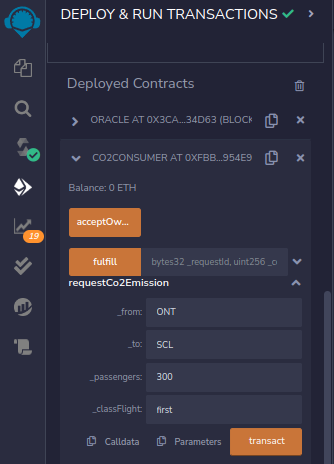 DEPLOY & RUN TRANSACTIONS
Deployed Contracts
ORACLE AT 0X3CA...34D63 (BLOCK
CO2CONSUMER AT 0XFBB...954E9
Balance: 0 ETH
acceptOw...
fulfill bytes32 _requestId, uint256 _c
requestCo2Emission
_from: ONT
_to: SCL
_passengers: 300
_classFlight: first
Calldata Parameters transact
19